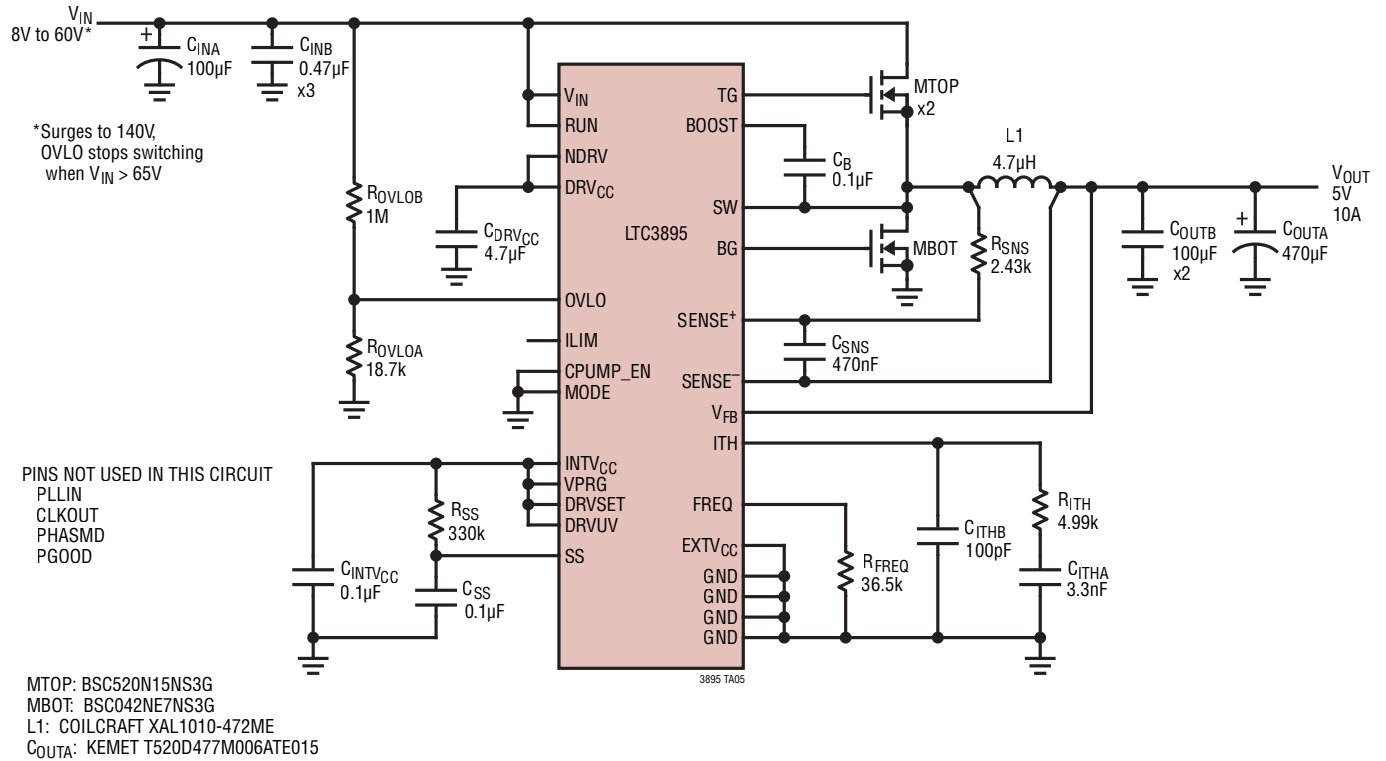 VIN
8V to 60V*
CINA
100µF
CINB
0.47µF
x3
*Surges to 140V,
OVLO stops switching
when VIN > 65V
ROVLOB
1M
ROVLOA
18.7k
CDRVCC
4.7µF
VIN
RUN
NDRV
DRVCC
OVLO
ILIM
CPUMP_EN
MODE
INTVCC
VPRG
DRVSET
DRVUV
SS
LTC3895
TG
BOOST
SW
BG
SENSE+
SENSE–
VFB
ITH
FREQ
EXTVCC
GND
GND
GND
GND
MTOP
x2
CB
0.1µF
MBOT
L1
4.7µH
RSNS
2.43k
CSNS
470nF
COUTB
100µF
x2
+
COUTA
470µF
VOUT
5V
10A
+
PINS NOT USED IN THIS CIRCUIT
PLLIN
CLKOUT
PHASMD
PGOOD
RSS
330k
CINTVCC
0.1µF
CSS
0.1µF
RFREQ
36.5k
CITHB
100pF
RITH
4.99k
CITHA
3.3nF
3895 TA05
MTOP: BSC520N15NS3G
MBOT: BSC042NE7NS3G
L1: COILCRAFT XAL1010-472ME
COUTA: KEMET T520D477M006ATE015